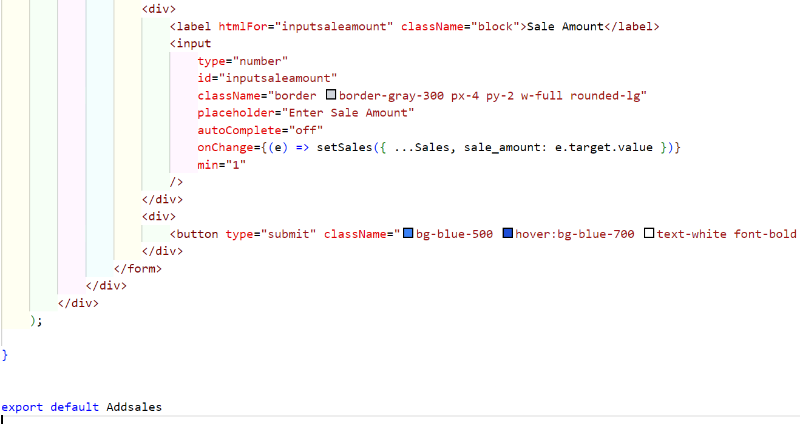 <div>
<label htmlFor="inputsaleamount" className="block">Sale Amount</label>
<input
type="number"
id="inputsaleamount"
className="border border-gray-300 px-4 py-2 w-full rounded-lg"
placeholder="Enter Sale Amount"
autoComplete="off"
onChange={(e) => setSales({ ...Sales, sale_amount: e.target.value })}
min="1"
/>
</div>
<div>
<button type="submit" className="bg-blue-500 hover:bg-blue-700 text-white font-bold
</div>
</form>
</div>
</div>
);
}
export default Addsales